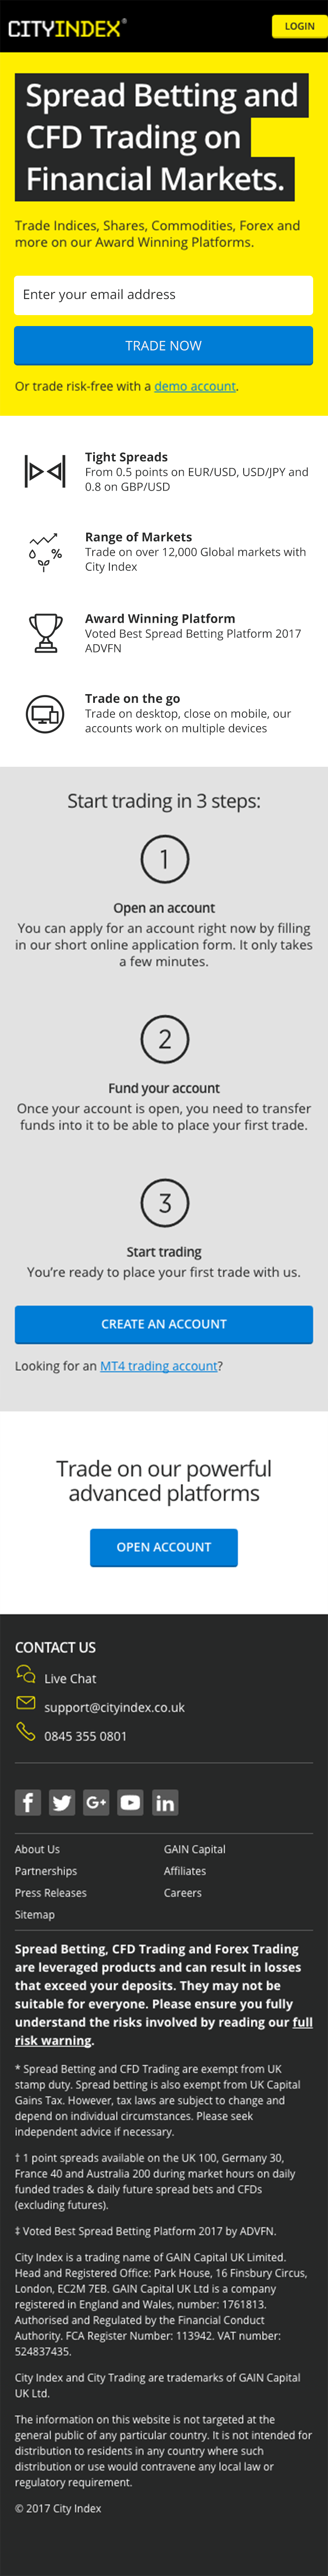 CITYINDEX®
LOGIN
Spread Betting and
CFD Trading on
Financial Markets.
Trade Indices, Shares, Commodities, Forex and
more on our Award Winning Platforms.
Enter your email address
TRADE NOW
Or trade risk-free with a demo account.
Tight Spreads
From 0.5 points on EUR/USD, USD/JPY and
0.8 on GBP/USD
%
Range of Markets
Trade on over 12,000 Global markets with
City Index
Award Winning Platform
Voted Best Spread Betting Platform 2017
ADVFN
Trade on the go
Trade on desktop, close on mobile, our
accounts work on multiple devices
Start trading in 3 steps:
1
Open an account
You can apply for an account right now by filling
in our short online application form. It only takes
a few minutes.
2
Fund your account
Once your account is open, you need to transfer
funds into it to be able to place your first trade.
3
Start trading
You're ready to place your first trade with us.
CREATE AN ACCOUNT
Looking for an MT4 trading account?
Trade on our powerful
advanced platforms
OPEN ACCOUNT
CONTACT US
Live Chat
support@cityindex.co.uk
0845 355 0801
f G+ in
About Us GAIN Capital
Partnerships Affiliates
Press Releases Careers
Sitemap
Spread Betting, CFD Trading and Forex Trading
are leveraged products and can result in losses
that exceed your deposits. They may not be
suitable for everyone. Please ensure you fully
understand the risks involved by reading our full
risk warning.
* Spread Betting and CFD Trading are exempt from UK
stamp duty. Spread betting is also exempt from UK Capital
Gains Tax. However, tax laws are subject to change and
depend on individual circumstances. Please seek
independent advice if necessary.
† 1 point spreads available on the UK 100, Germany 30,
France 40 and Australia 200 during market hours on daily
funded trades & daily future spread bets and CFDs
(excluding futures).
‡ Voted Best Spread Betting Platform 2017 by ADVFN.
City Index is a trading name of GAIN Capital UK Limited.
Head and Registered Office: Park House, 16 Finsbury Circus,
London, EC2M 7EB. GAIN Capital UK Ltd is a company
registered in England and Wales, number: 1761813.
Authorised and Regulated by the Financial Conduct
Authority. FCA Register Number: 113942. VAT number:
524837435.
City Index and City Trading are trademarks of GAIN Capital
UK Ltd.
The information on this website is not targeted at the
general public of any particular country. It is not intended for
distribution to residents in any country where such
distribution or use would contravene any local law or
regulatory requirement.
© 2017 City Index